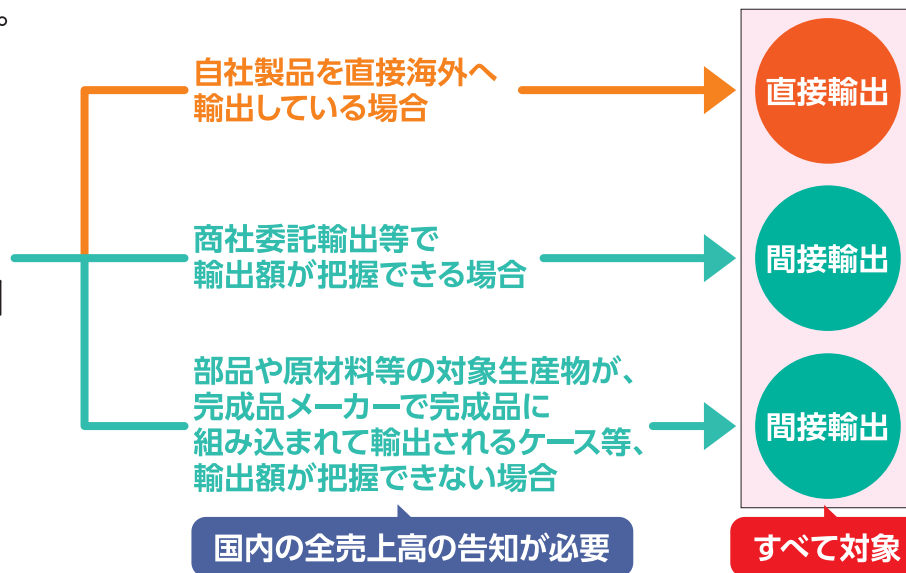 。
自社製品を直接海外へ
輸出している場合
直接輸出
商社委託輸出等で
輸出額が把握できる場合
間接輸出
部品や原材料等の対象生産物が、
完成品メーカーで完成品に
組み込まれて輸出されるケース等、
輸出額が把握できない場合
間接輸出
国内の全売上高の告知が必要
すべて対象